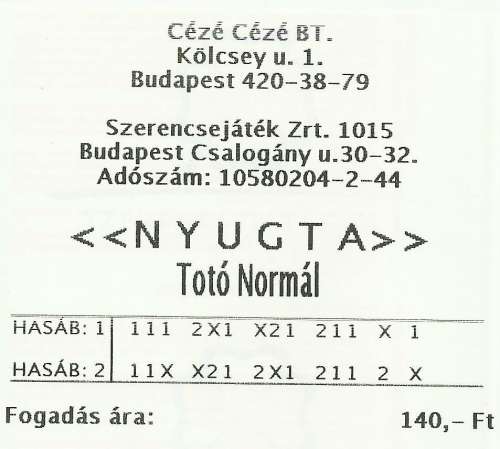 Cézé Cézé BT.
Kölcsey u. 1.
Budapest 420-38-79
Szerencsejáték Zrt. 1015
Budapest Csalogány u.30-32.
Adószám: 10580204-2-44
<<N Y U G T A>>
Totó Normál
HASÁB: 1 111 2X1 X21 211 X 1
HASÁB: 2 11X X21 2X1 211 2 X
Fogadás ára: 140,- Ft